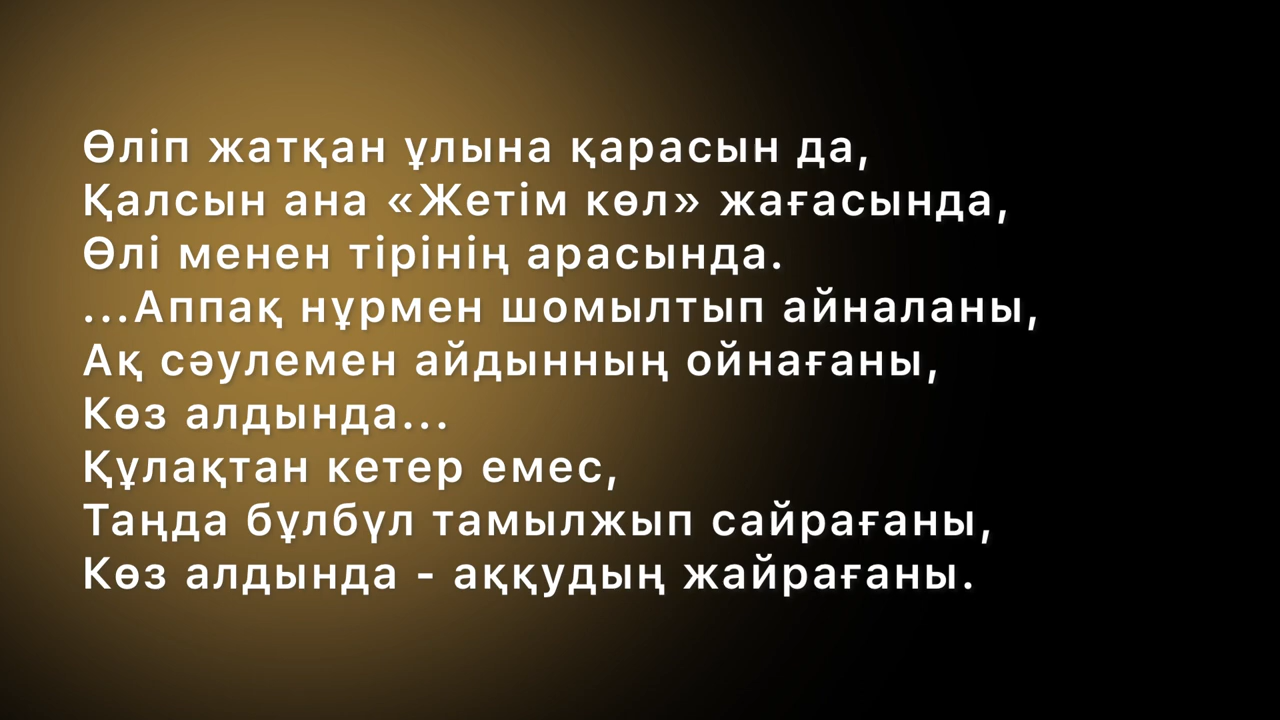 Өліп жатқан ұлына қарасын да,
Қалсын ана «Жетім көл» жағасында,
Өлі менен тірінің арасында.
...Аппақ нұрмен шомылтып айналаны,
Ақ сәулемен айдынның ойнағаны,
Көз алдында...
Құлақтан кетер емес,
Таңда бұлбүл тамылжып сайрағаны,
Көз алдында - аққудың жайрағаны.